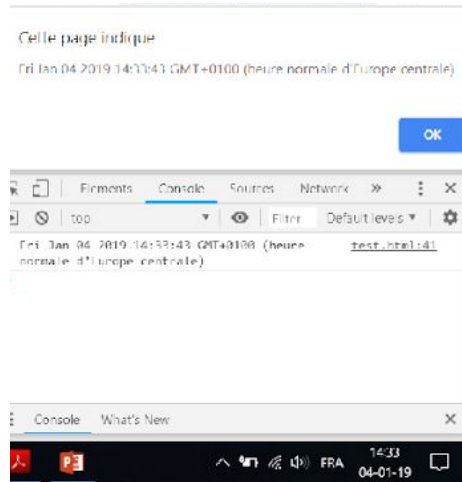 Cette page indique
Fri Jan 04 2019 14:33:43 GMT+0100 (heure normale d'Europe centrale)
OK
Elements Console Sources Network »
top Filter Default levels
Fri Jan 04 2019 14:33:43 GMT+0100 (heure test.html:41
normale d'Europe centrale)
Console What's New
FRA 14:33
04-01-19